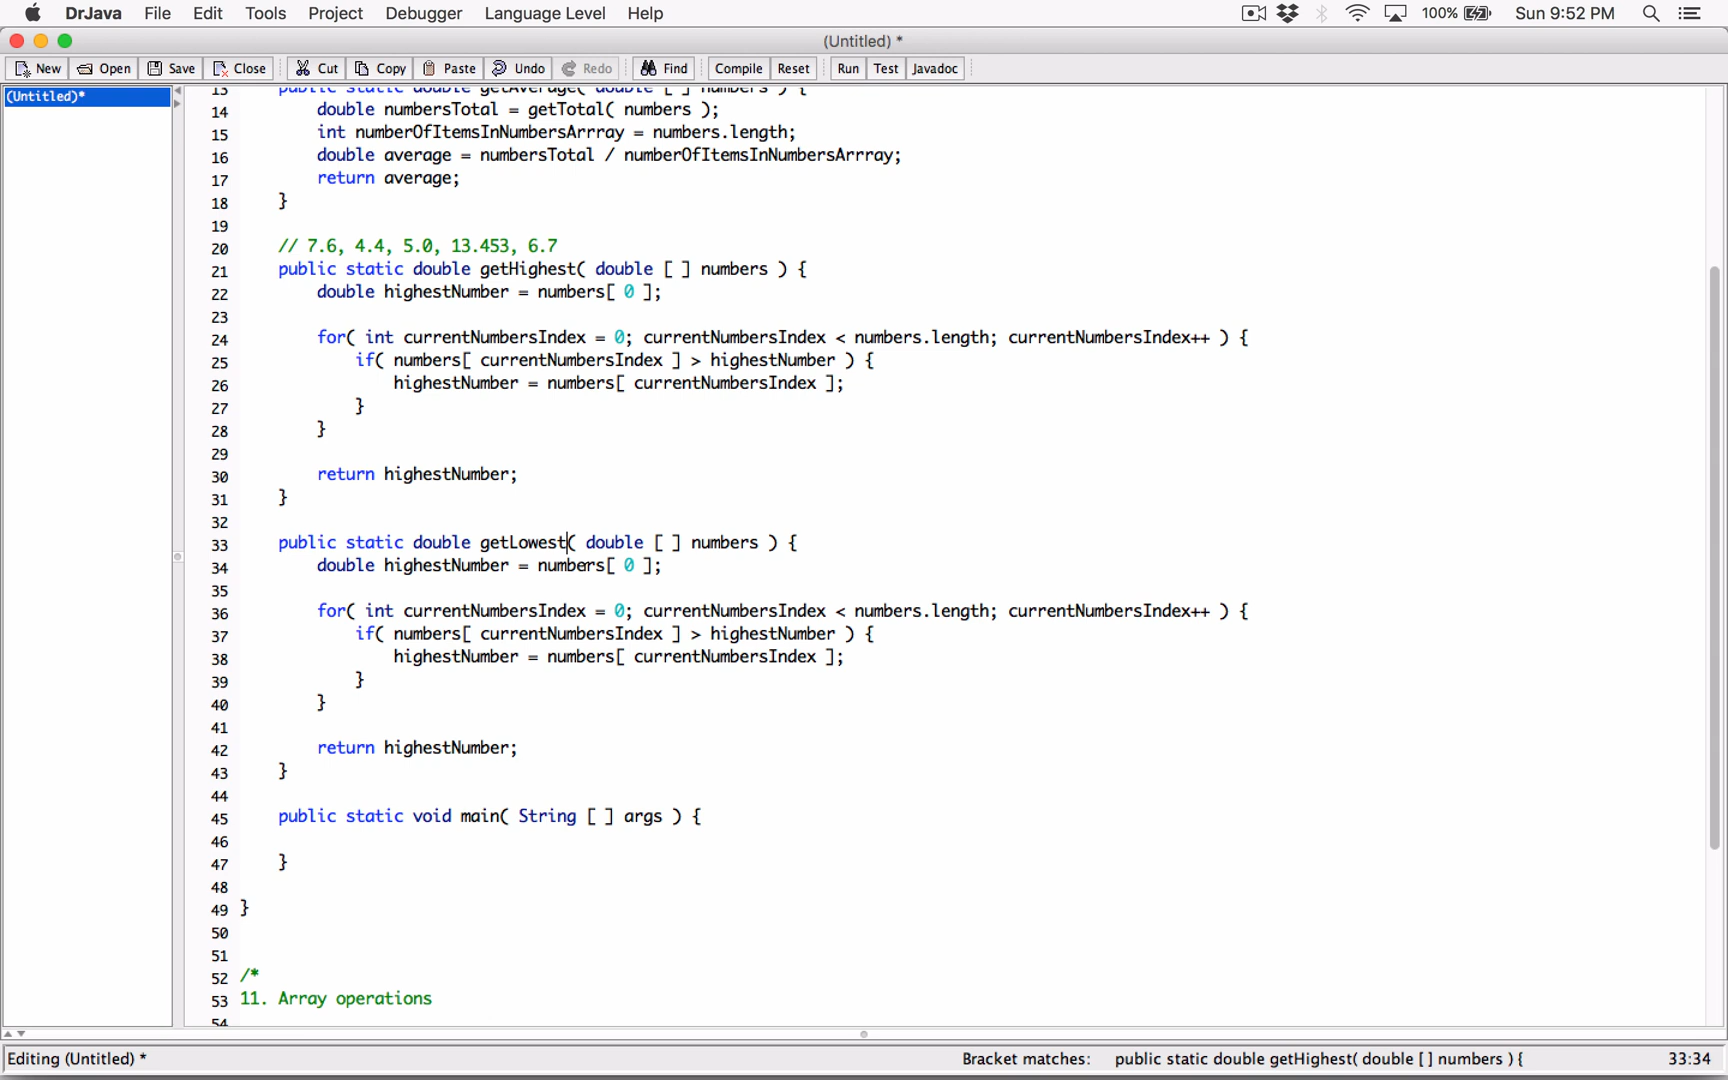 DrJava File Edit Tools Project Debugger Language Level Help 100% Sun 9:52 PM
(Untitled) *
New Open Save Close Cut Copy Paste Undo Redo Find Compile Reset Run Test Javadoc
(Untitled)*
13 public static double getAverage( double [ ] numbers ) {
14 double numbersTotal = getTotal( numbers );
15 int numberOfItemsInNumbersArrray = numbers.length;
16 double average = numbersTotal / numberOfItemsInNumbersArrray;
17 return average;
18 }
19
20 // 7.6, 4.4, 5.0, 13.453, 6.7
21 public static double getHighest( double [ ] numbers ) {
22 double highestNumber = numbers[ 0 ];
23
24 for( int currentNumbersIndex = 0; currentNumbersIndex < numbers.length; currentNumbersIndex++ ) {
25 if( numbers[ currentNumbersIndex ] > highestNumber ) {
26 highestNumber = numbers[ currentNumbersIndex ];
27 }
28 }
29
30 return highestNumber;
31 }
32
33 public static double getLowest( double [ ] numbers ) {
34 double highestNumber = numbers[ 0 ];
35
36 for( int currentNumbersIndex = 0; currentNumbersIndex < numbers.length; currentNumbersIndex++ ) {
37 if( numbers[ currentNumbersIndex ] > highestNumber ) {
38 highestNumber = numbers[ currentNumbersIndex ];
39 }
40 }
41
42 return highestNumber;
43 }
44
45 public static void main( String [ ] args ) {
46
47 }
48
49 }
50
51
52 /*
53 11. Array operations
54
Editing (Untitled) * Bracket matches: public static double getHighest( double [ ] numbers ) { 33:34